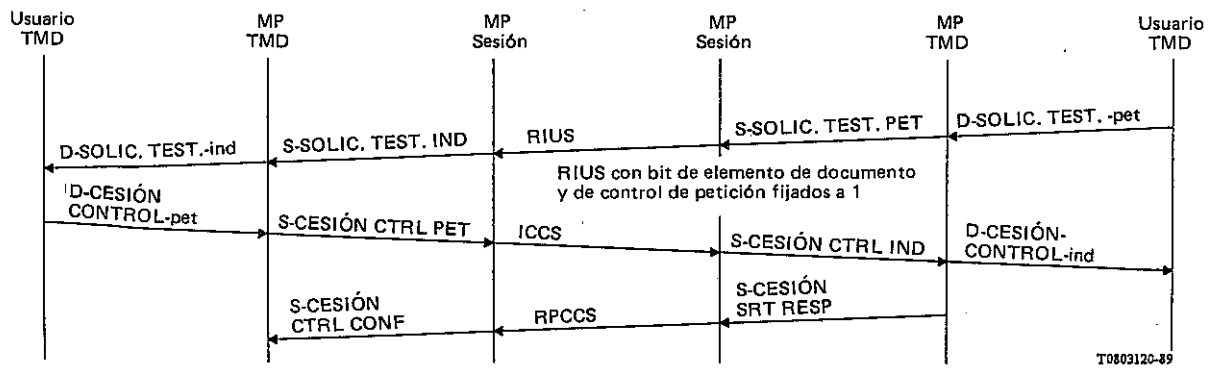 Usuario
TMD
MP
TMD
MP
Sesión
MP
Sesión
MP
TMD
Usuario
TMD
D-SOLIC. TEST.-ind
S-SOLIC. TEST. IND
RIUS
S-SOLIC. TEST. PET
D-SOLIC. TEST. -pet
RIUS con bit de elemento de documento
y de control de petición fijados a 1
D-CESIÓN
CONTROL-pet
S-CESIÓN CTRL PET
ICCS
S-CESIÓN CTRL IND
D-CESIÓN-
CONTROL-ind
S-CESIÓN
CTRL CONF
RPCCS
S-CESIÓN
SRT RESP
T0803120-89